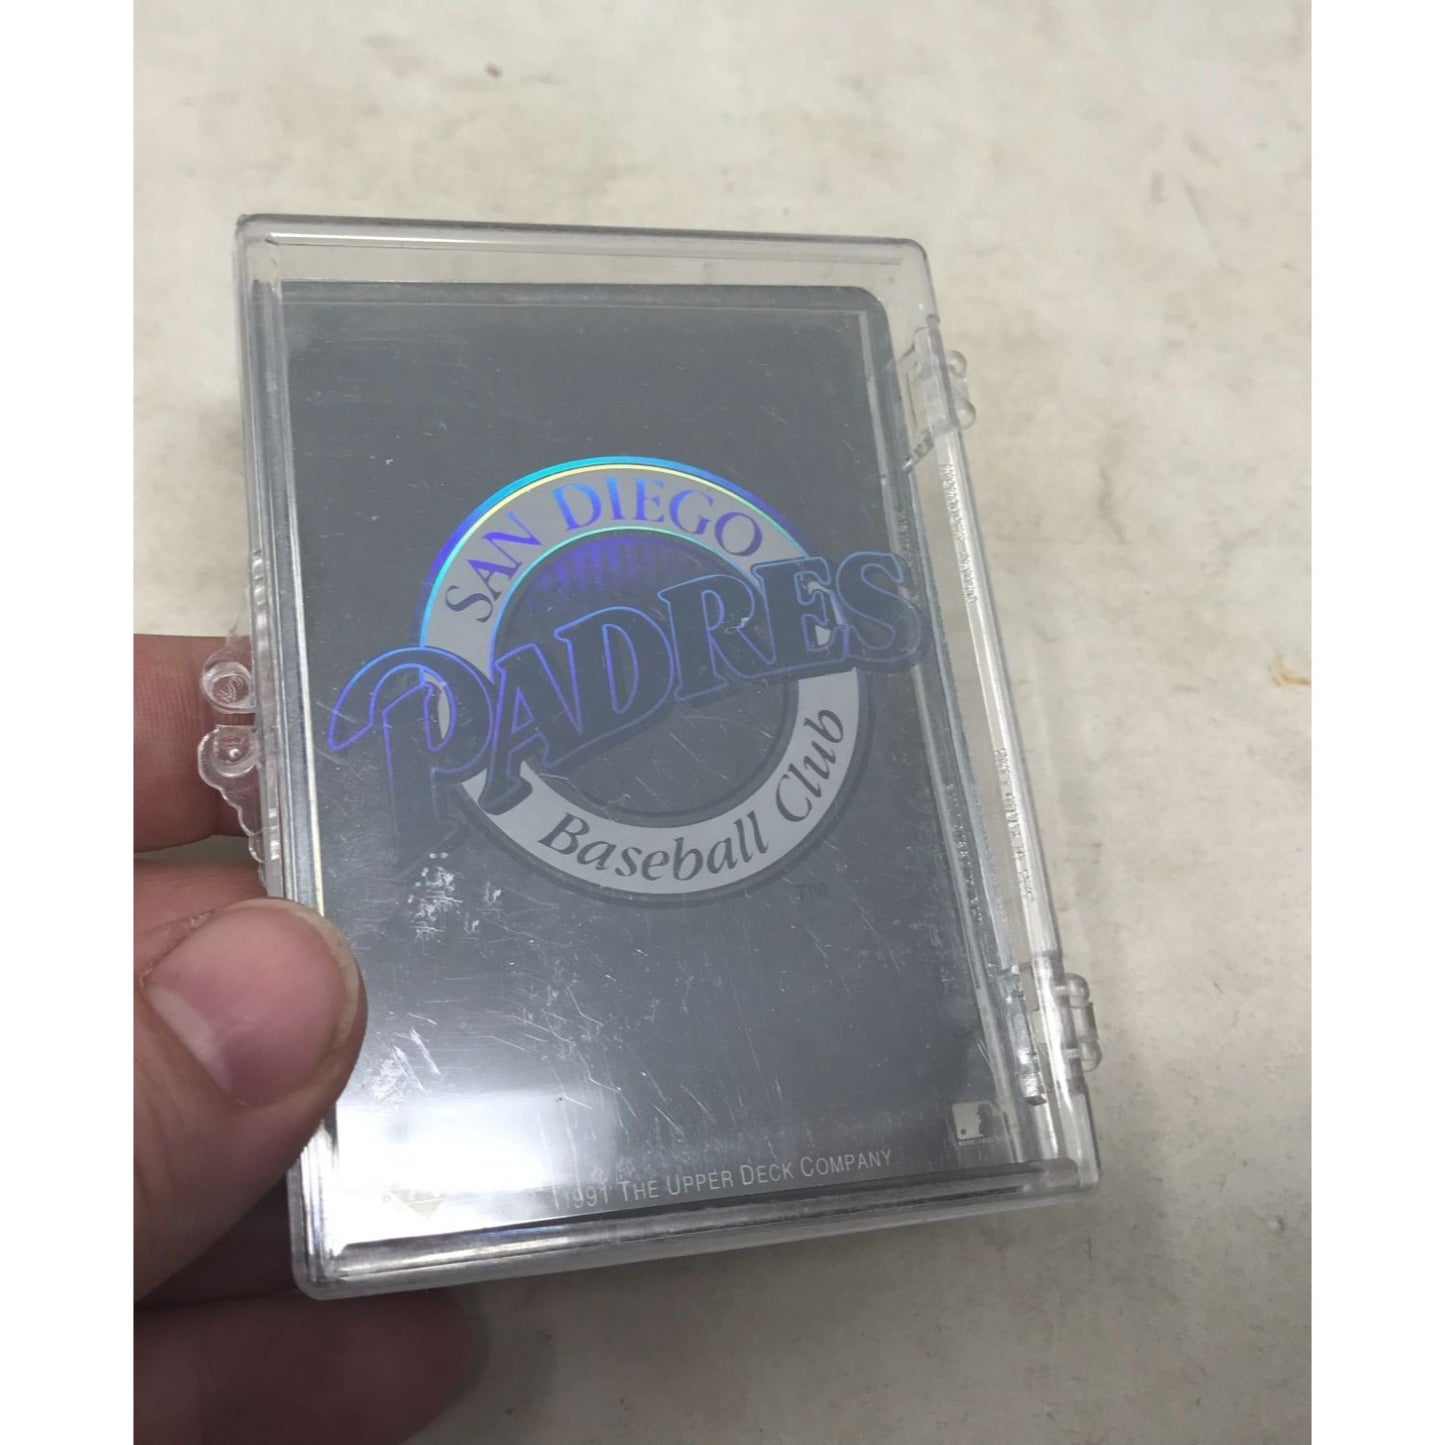 SAN DIEGO
PADRES
Baseball Club
TM
1991 THE UPPER DECK COMPANY